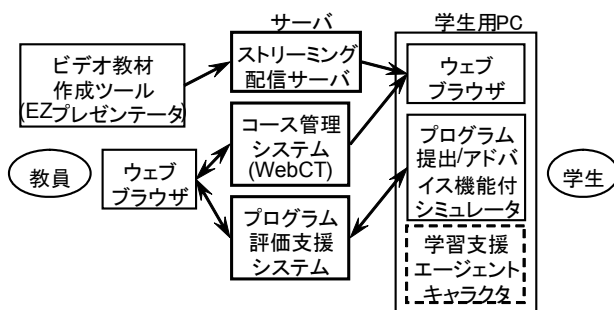 サーバ
学生用PC
ビデオ教材
作成ツール
(EZプレゼンテータ)
ストリーミング
配信サーバ
ウェブ
ブラウザ
コース管理
システム
(WebCT)
プログラム
提出/アドバ
イス機能付
シミュレータ
教員
ウェブ
ブラウザ
学生
プログラム
評価支援
システム
学習支援
エージェント
キャラクタ